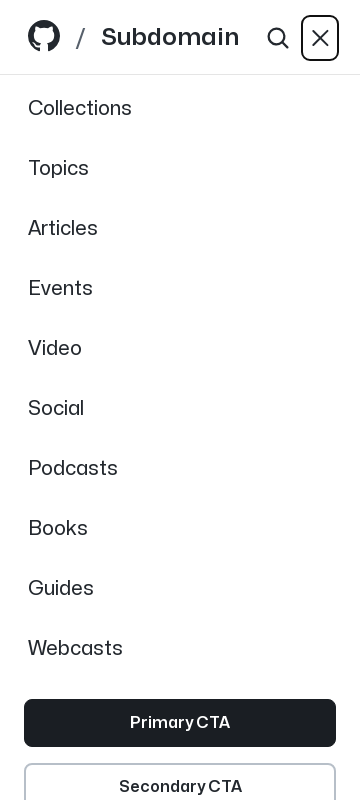 / Subdomain
Collections
Topics
Articles
Events
Video
Social
Podcasts
Books
Guides
Webcasts
Primary CTA
Secondary CTA